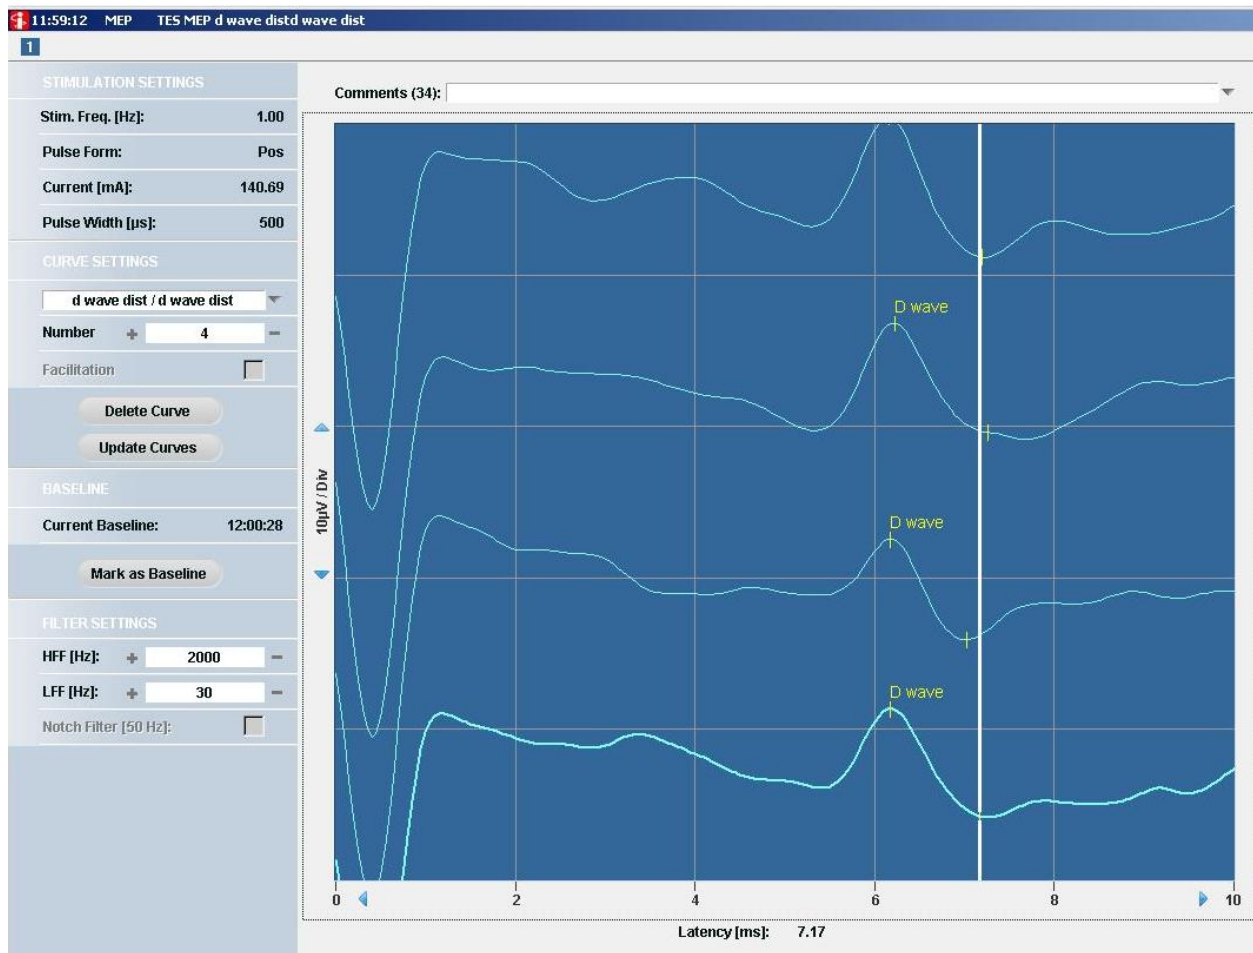 11:59:12 MEP TES MEP d wave distd wave dist
1
STIMULATION SETTINGS
Stim. Freq. [Hz]: 1.00
Pulse Form: Pos
Current [mA]: 140.69
Pulse Width [µs]: 500
CURVE SETTINGS
d wave dist / d wave dist
Number + 4 -
Facilitation
Delete Curve
Update Curves
BASELINE
Current Baseline: 12:00:28
Mark as Baseline
FILTER SETTINGS
HFF [Hz]: + 2000 -
LFF [Hz]: + 30 -
Notch Filter [50 Hz]:
Comments (34):
10µV / Div
D wave
D wave
D wave
0 2 4 6 8 10
Latency [ms]: 7.17